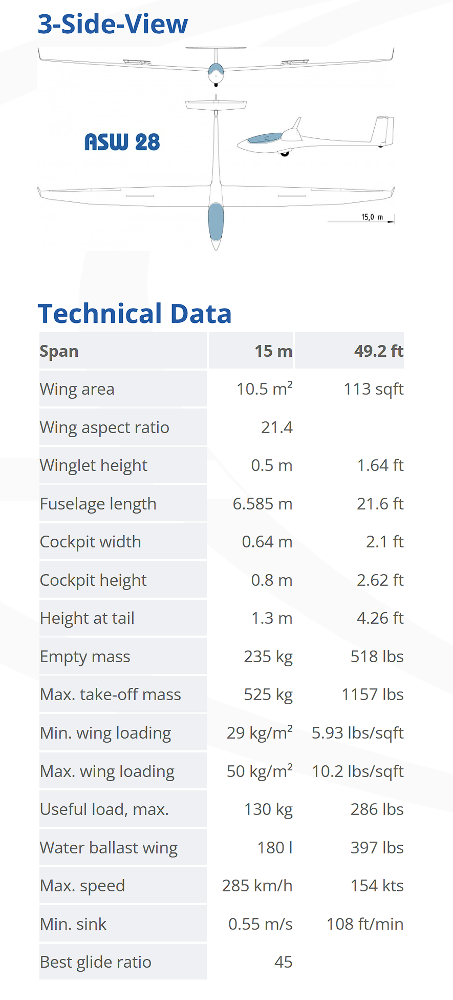 3-Side-View
ASW 28
15,0 m
Technical Data
Span 15 m 49.2 ft
Wing area 10.5 m² 113 sqft
Wing aspect ratio 21.4
Winglet height 0.5 m 1.64 ft
Fuselage length 6.585 m 21.6 ft
Cockpit width 0.64 m 2.1 ft
Cockpit height 0.8 m 2.62 ft
Height at tail 1.3 m 4.26 ft
Empty mass 235 kg 518 lbs
Max. take-off mass 525 kg 1157 lbs
Min. wing loading 29 kg/m² 5.93 lbs/sqft
Max. wing loading 50 kg/m² 10.2 lbs/sqft
Useful load, max. 130 kg 286 lbs
Water ballast wing 180 l 397 lbs
Max. speed 285 km/h 154 kts
Min. sink 0.55 m/s 108 ft/min
Best glide ratio 45